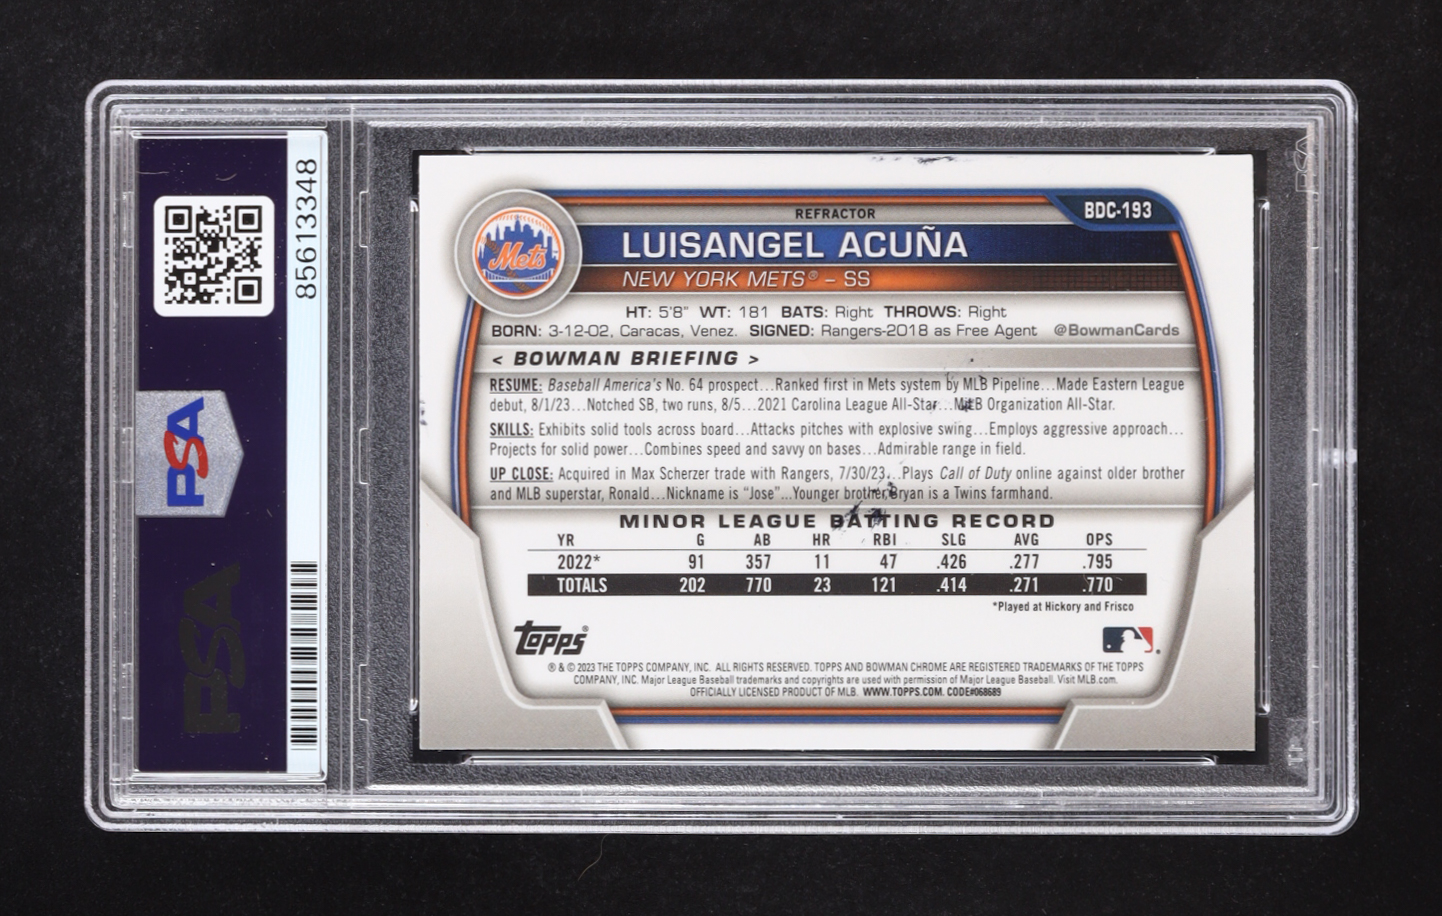 85613348
PSA
PSA
PSA
REFRACTOR
BDC-193
Mets
LUISANGEL ACUÑA
NEW YORK METS® – SS
HT: 5'8" WT: 181 BATS: Right THROWS: Right
BORN: 3-12-02, Caracas, Venez. SIGNED: Rangers-2018 as Free Agent @BowmanCards
< BOWMAN BRIEFING >
RESUME: Baseball America's No. 64 prospect...Ranked first in Mets system by MLB Pipeline...Made Eastern League
debut, 8/1/23...Notched SB, two runs, 8/5...2021 Carolina League All-Star...MiLB Organization All-Star.
SKILLS: Exhibits solid tools across board...Attacks pitches with explosive swing...Employs aggressive approach...
Projects for solid power...Combines speed and savvy on bases...Admirable range in field.
UP CLOSE: Acquired in Max Scherzer trade with Rangers, 7/30/23...Plays Call of Duty online against older brother
and MLB superstar, Ronald...Nickname is “Jose”...Younger brother Bryan is a Twins farmhand.
MINOR LEAGUE BATTING RECORD
YR G AB HR RBI SLG AVG OPS
2022* 91 357 11 47 .426 .277 .795
TOTALS 202 770 23 121 .414 .271 .770
*Played at Hickory and Frisco
Topps®
® & © 2023 THE TOPPS COMPANY, INC. ALL RIGHTS RESERVED. TOPPS AND BOWMAN CHROME ARE REGISTERED TRADEMARKS OF THE TOPPS
COMPANY, INC. Major League Baseball trademarks and copyrights are used with permission of Major League Baseball. Visit MLB.com.
OFFICIALLY LICENSED PRODUCT OF MLB. WWW.TOPPS.COM. CODE#068689